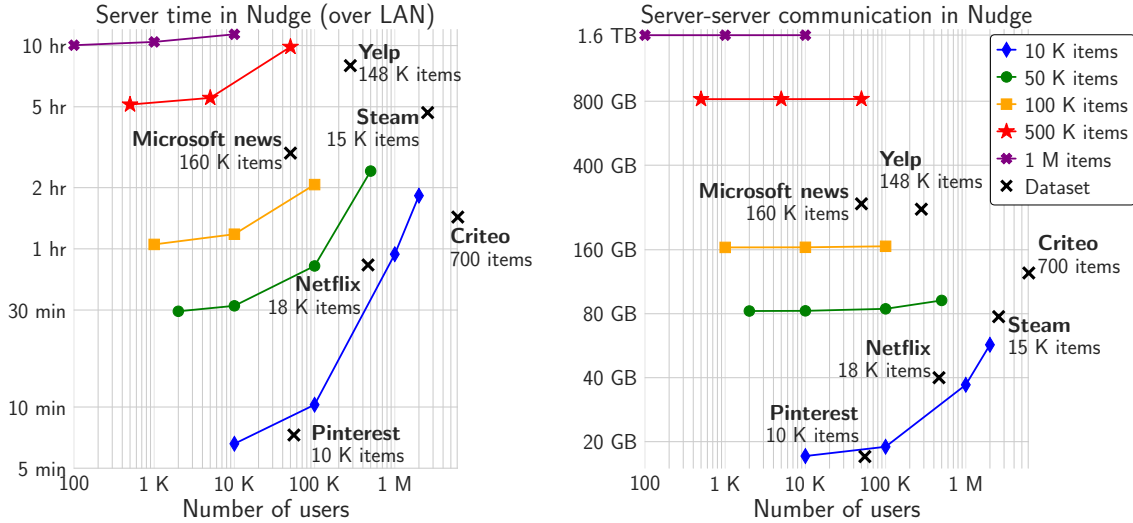 Server time in Nudge (over LAN)
10 hr
5 hr
2 hr
1 hr
30 min
10 min
5 min
Yelp
148 K items
Steam
15 K items
Microsoft news
160 K items
Criteo
700 items
Netflix
18 K items
Pinterest
10 K items
100
1 K
10 K
100 K
1 M
Number of users
Server-server communication in Nudge
1.6 TB
800 GB
400 GB
160 GB
80 GB
40 GB
20 GB
10 K items
50 K items
100 K items
500 K items
1 M items
Dataset
Yelp
148 K items
Microsoft news
160 K items
Criteo
700 items
Steam
15 K items
Netflix
18 K items
Pinterest
10 K items
100
1 K
10 K
100 K
1 M
Number of users